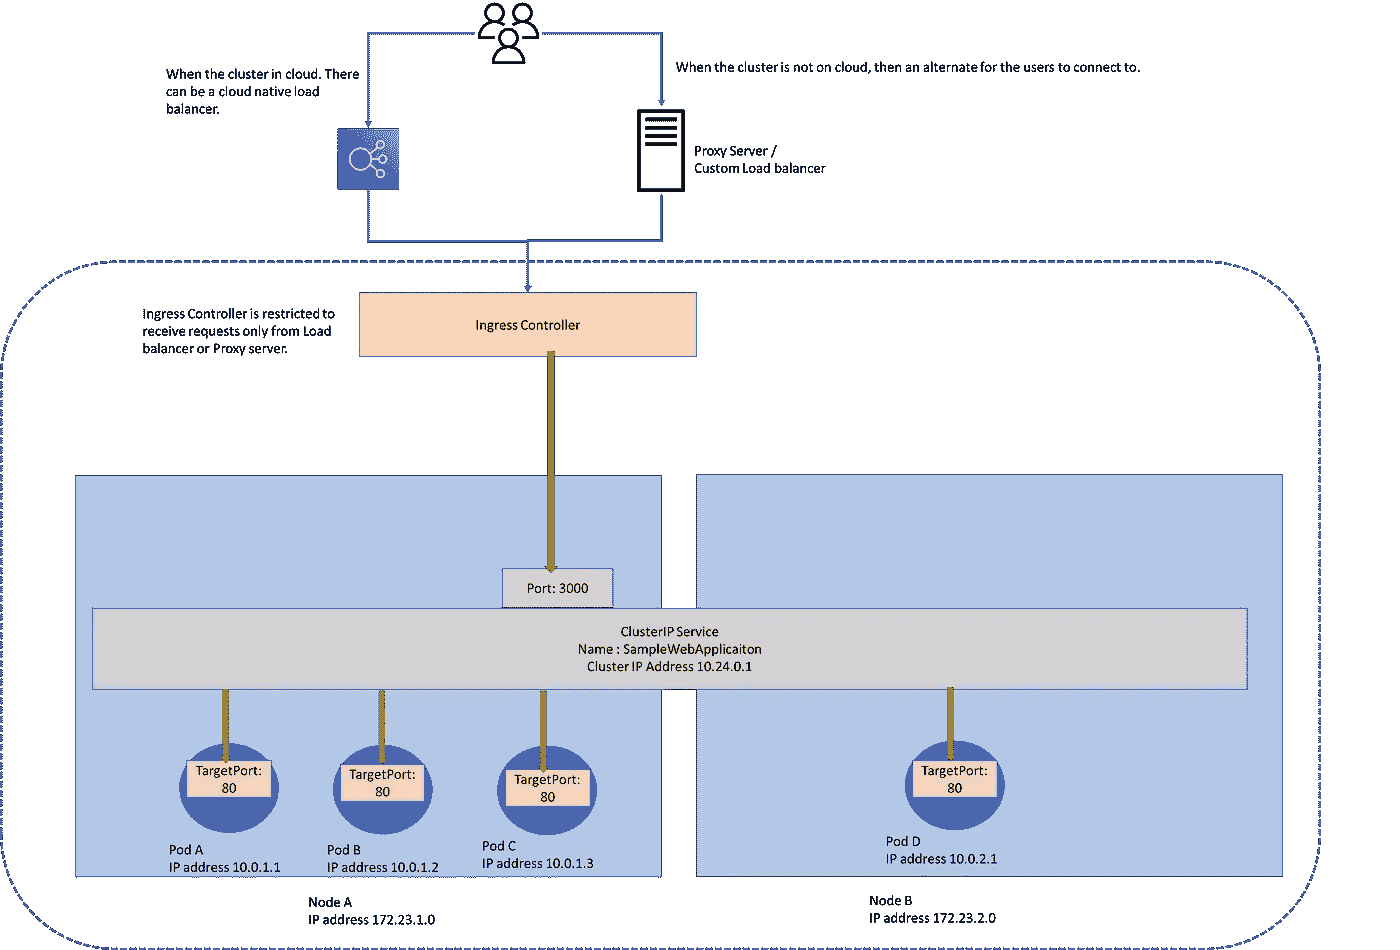 When the cluster in cloud. There
can be a cloud native load
balancer.
When the cluster is not on cloud, then an alternate for the users to connect to.
Proxy Server /
Custom Load balancer
Ingress Controller is restricted to
receive requests only from Load
balancer or Proxy server.
Ingress Controller
Port: 3000
ClusterIP Service
Name : SampleWebApplicaiton
Cluster IP Address 10.24.0.1
TargetPort:
80
TargetPort:
80
TargetPort:
80
TargetPort:
80
Pod A
IP address 10.0.1.1
Pod B
IP address 10.0.1.2
Pod C
IP address 10.0.1.3
Pod D
IP address 10.0.2.1
Node A
IP address 172.23.1.0
Node B
IP address 172.23.2.0